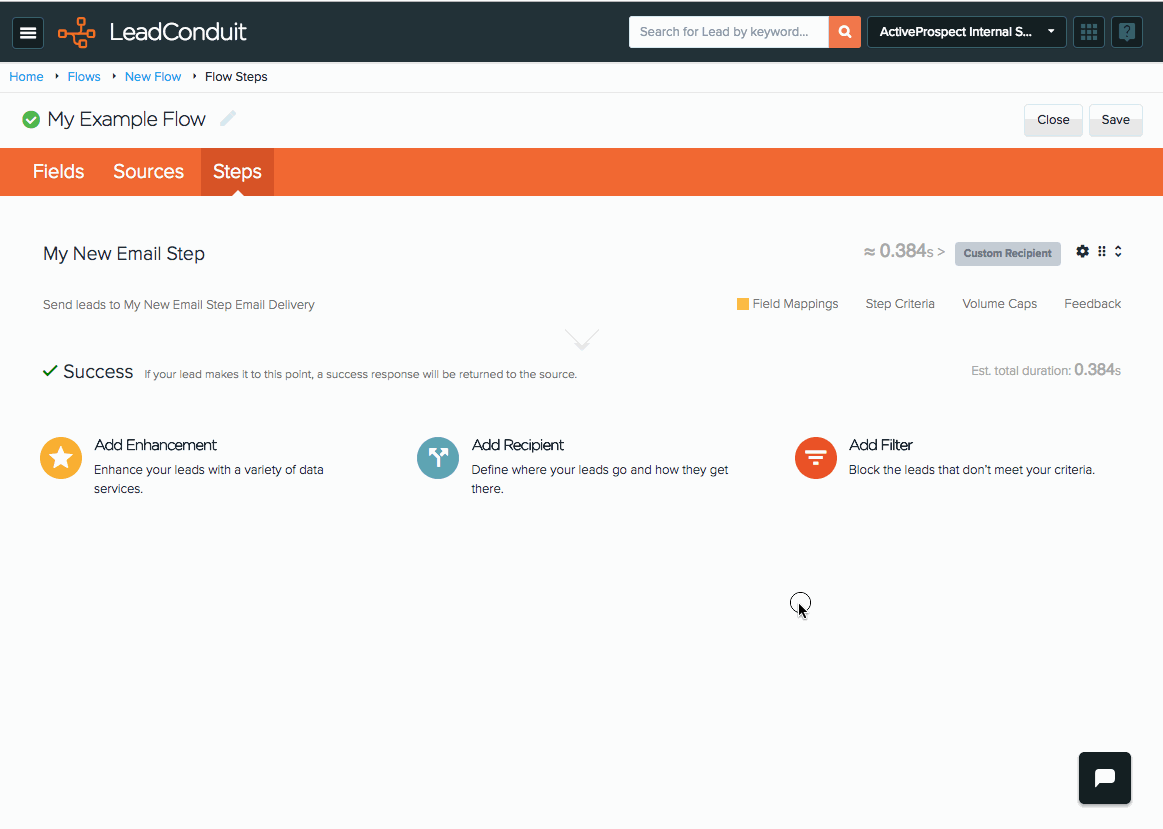 LeadConduit
Search for Lead by keyword...
ActiveProspect Internal S...
Home
Flows
New Flow
Flow Steps
My Example Flow
Close
Save
Fields
Sources
Steps
My New Email Step
≈ 0.384s >
Custom Recipient
Send leads to My New Email Step Email Delivery
Field Mappings
Step Criteria
Volume Caps
Feedback
Success
If your lead makes it to this point, a success response will be returned to the source.
Est. total duration: 0.384s
Add Enhancement
Enhance your leads with a variety of data
services.
Add Recipient
Define where your leads go and how they get
there.
Add Filter
Block the leads that don't meet your criteria.